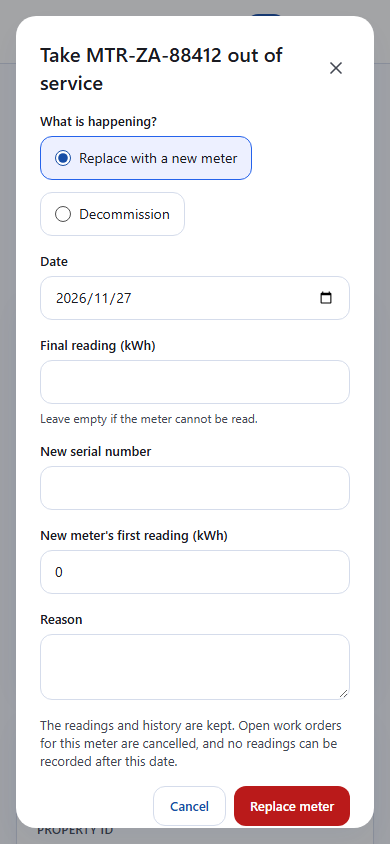 Take MTR-ZA-88412 out of
service
What is happening?
Replace with a new meter
Decommission
Date
2026/11/27
Final reading (kWh)
Leave empty if the meter cannot be read.
New serial number
New meter's first reading (kWh)
0
Reason
The readings and history are kept. Open work orders
for this meter are cancelled, and no readings can be
recorded after this date.
Cancel
Replace meter
PROPERTY ID